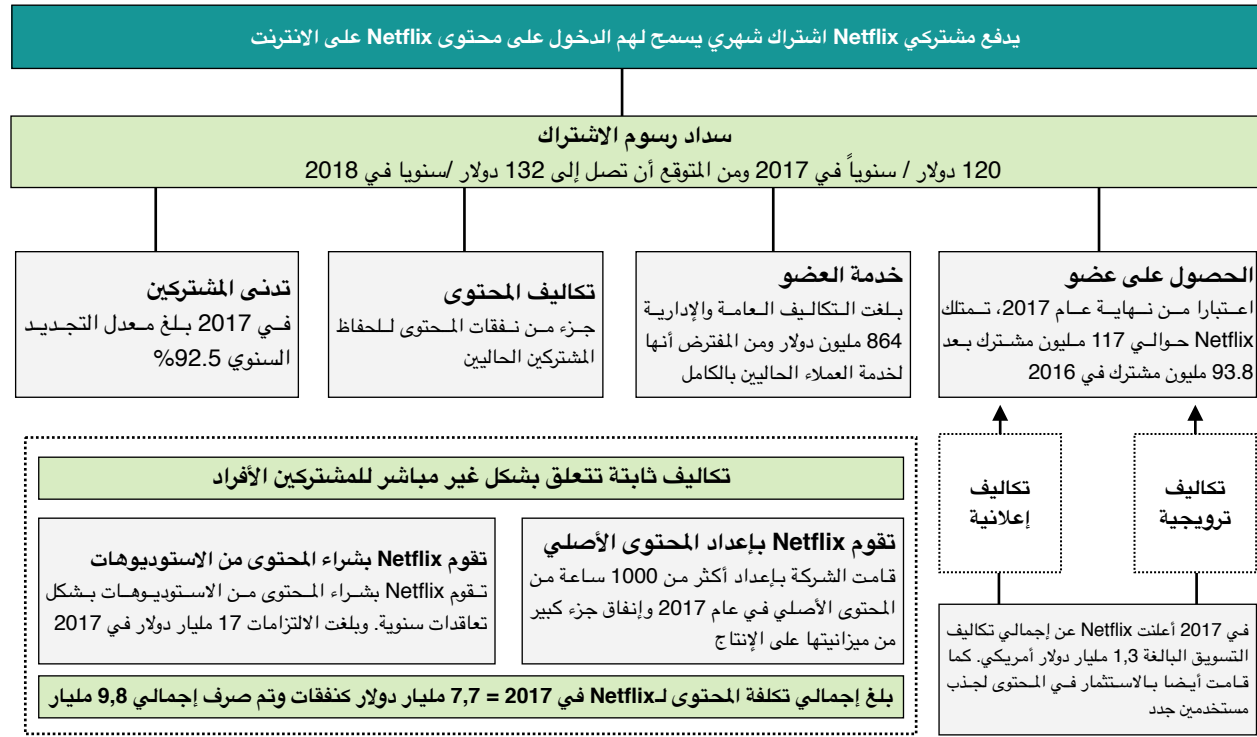 يدفع مشتركي Netflix اشتراك شهري يسمح لهم الدخول على محتوى Netflix على الانترنت
سداد رسوم الاشتراك
120 دولار / سنوياً في 2017 ومن المتوقع أن تصل إلى 132 دولار /سنويا في 2018
الحصول على عضو
اعتبارا من نهاية عام 2017، تمتلك
Netflix حوالي 117 مليون مشترك بعد
93.8 مليون مشترك في 2016
خدمة العضو
بلغت التكاليف العامة والإدارية
864 مليون دولار ومن المفترض أنها
لخدمة العملاء الحاليين بالكامل
تكاليف المحتوى
جزء من نفقات المحتوى للحفاظ
المشتركين الحاليين
تدنى المشتركين
في 2017 بلغ معدل التجديد
السنوي 92.5%
تكاليف
ترويجية
تكاليف
إعلانية
في 2017 أعلنت Netflix عن إجمالي تكاليف
التسويق البالغة 1,3 مليار دولار أمريكي. كما
قامت أيضا بالاستثمار في المحتوى لجذب
مستخدمين جدد
تكاليف ثابتة تتعلق بشكل غير مباشر للمشتركين الأفراد
تقوم Netflix بإعداد المحتوى الأصلي
قامت الشركة بإعداد أكثر من 1000 ساعة من
المحتوى الأصلي في عام 2017 وإنفاق جزء كبير
من ميزانيتها على الإنتاج
تقوم Netflix بشراء المحتوى من الاستوديوهات
تقوم Netflix بشراء المحتوى من الاستوديوهات بشكل
تعاقدات سنوية. وبلغت الالتزامات 17 مليار دولار في 2017
بلغ إجمالي تكلفة المحتوى لـNetflix في 2017 = 7,7 مليار دولار كنفقات وتم صرف إجمالي 9,8 مليار